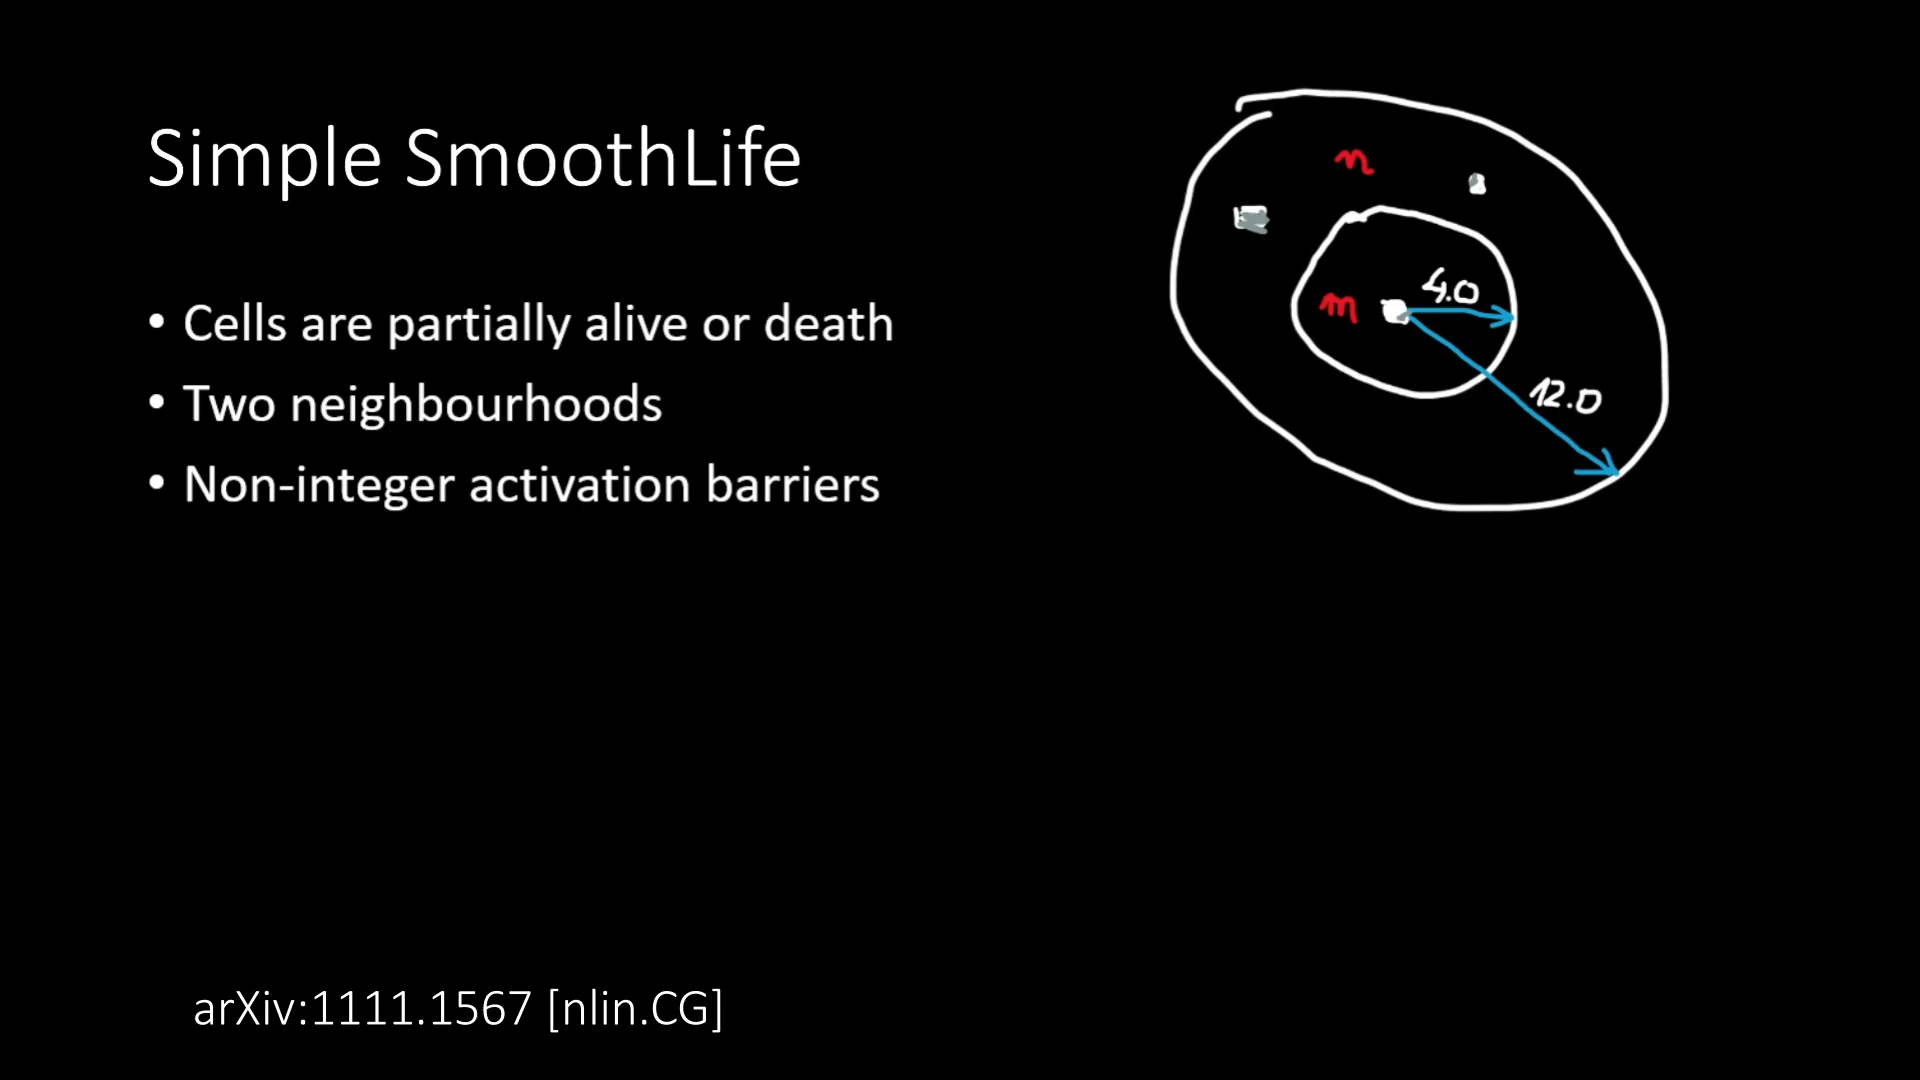 Simple SmoothLife
• Cells are partially alive or death
• Two neighbourhoods
• Non-integer activation barriers
n
m
4.0
12.0
arXiv:1111.1567 [nlin.CG]